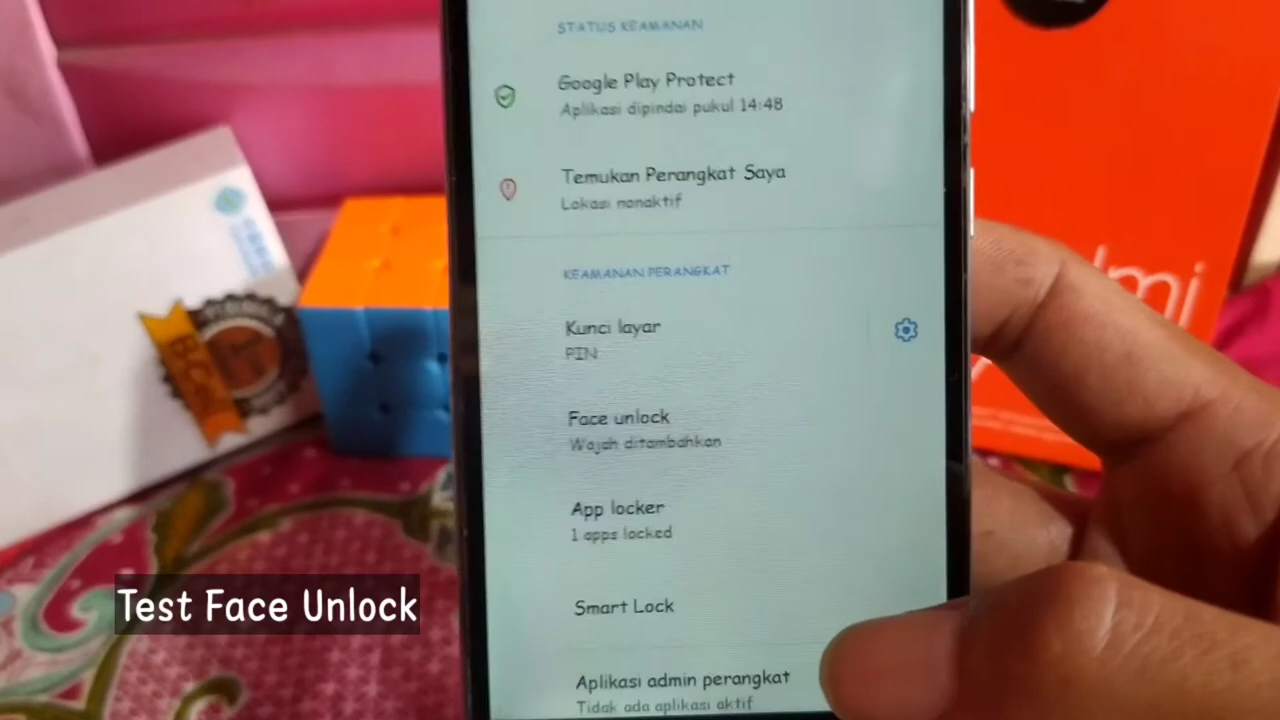 STATUS KEAMANAN
Google Play Protect
Aplikasi dipindai pukul 14:48
Temukan Perangkat Saya
Lokasi nonaktif
KEAMANAN PERANGKAT
Kunci layar
PIN
Face unlock
Wajah ditambahkan
App locker
1 apps locked
Smart Lock
Aplikasi admin perangkat
Tidak ada aplikasi aktif
Test Face Unlock